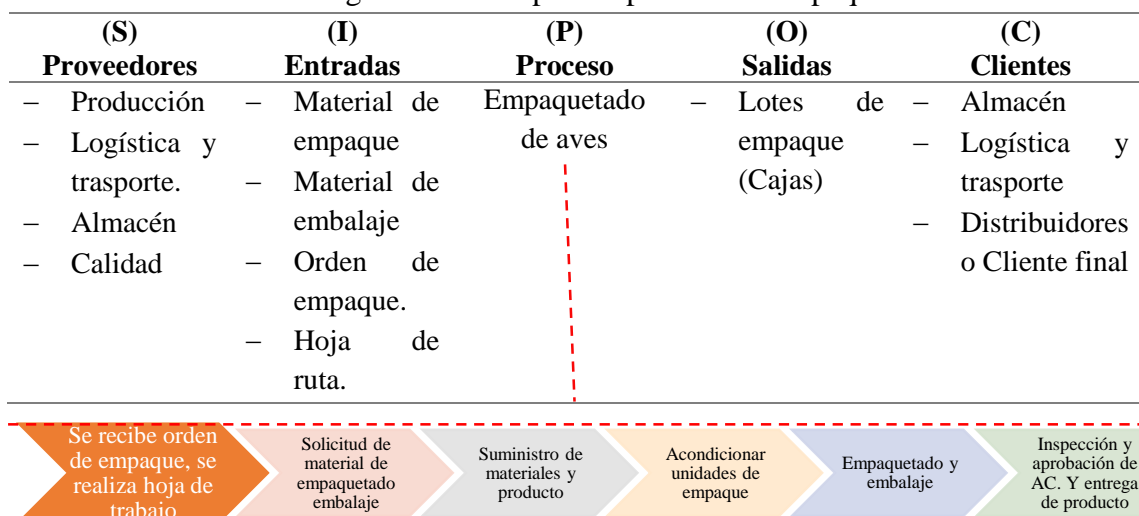 (S)
Proveedores
(I)
Entradas
(P)
Proceso
(O)
Salidas
(C)
Clientes
– Producción
– Logística y
trasporte.
– Almacén
– Calidad
– Material de
empaque
– Material de
embalaje
– Orden de
empaque.
– Hoja de
ruta.
Empaquetado
de aves
– Lotes de
empaque
(Cajas)
– Almacén
– Logística y
trasporte
– Distribuidores
o Cliente final
Se recibe orden
de empaque, se
realiza hoja de
trabajo
Solicitud de
material de
empaquetado
embalaje
Suministro de
materiales y
producto
Acondicionar
unidades de
empaque
Empaquetado y
embalaje
Inspección y
aprobación de
AC. Y entrega
de producto